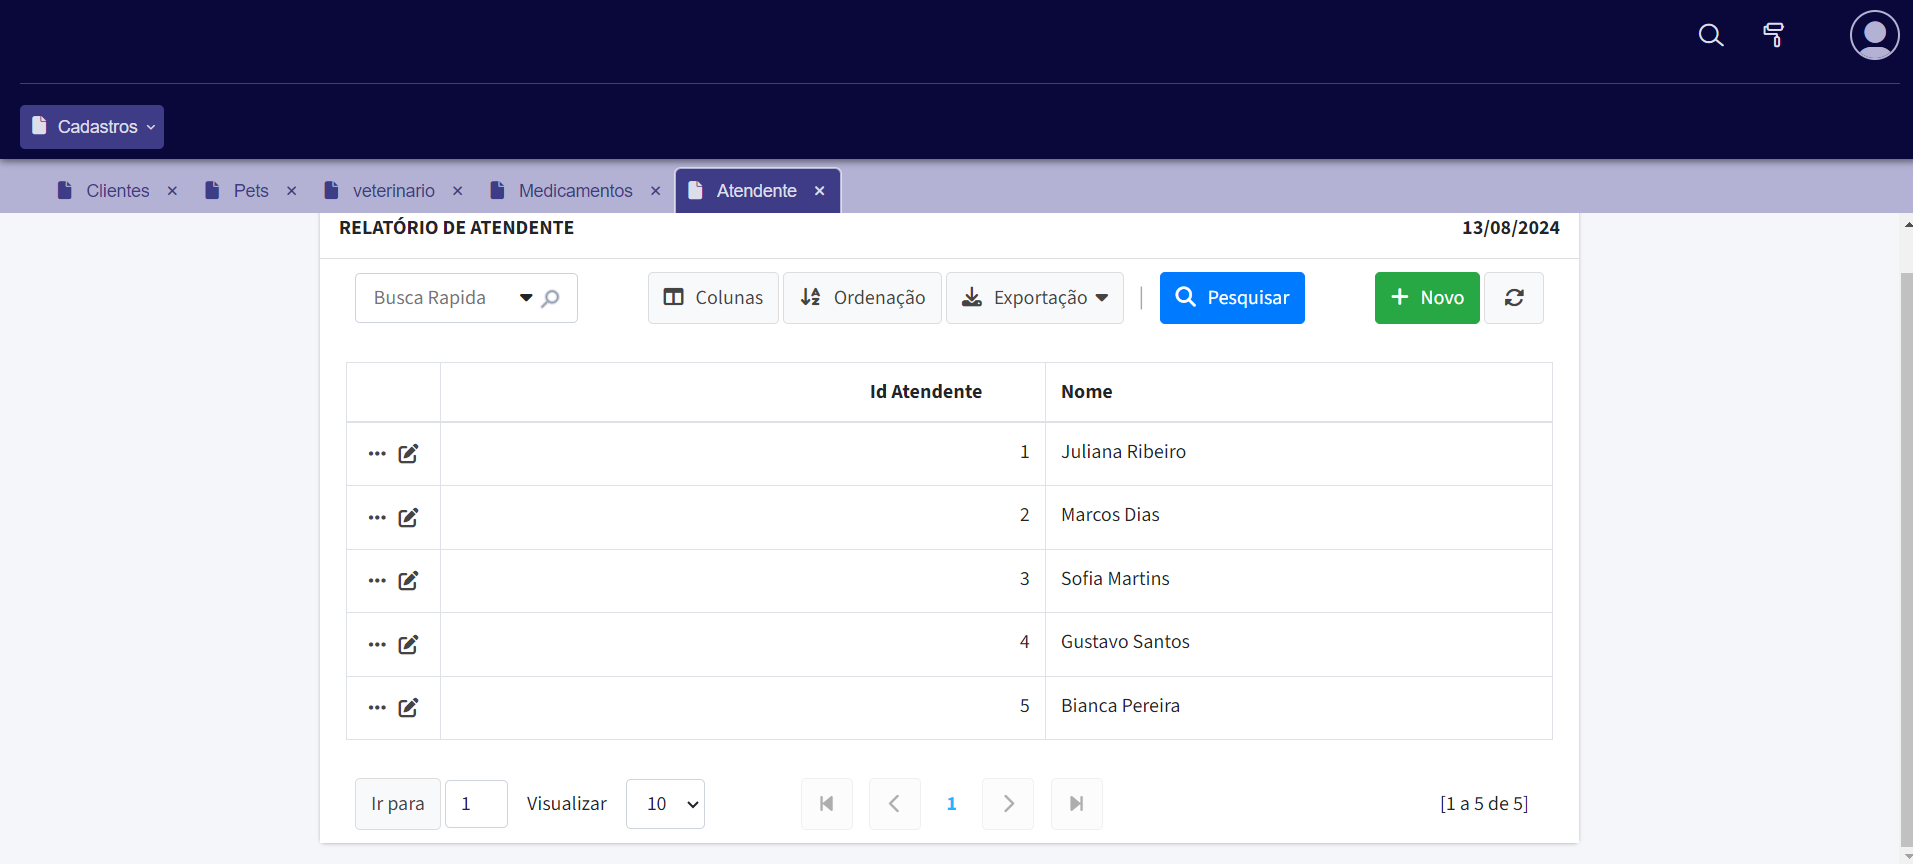 Cadastros
Clientes Pets veterinario Medicamentos Atendente
RELATÓRIO DE ATENDENTE 13/08/2024
Busca Rapida Colunas Ordenação Exportação Pesquisar Novo
Id Atendente Nome
1 Juliana Ribeiro
2 Marcos Dias
3 Sofia Martins
4 Gustavo Santos
5 Bianca Pereira
Ir para 1 Visualizar 10 1 [1 a 5 de 5]